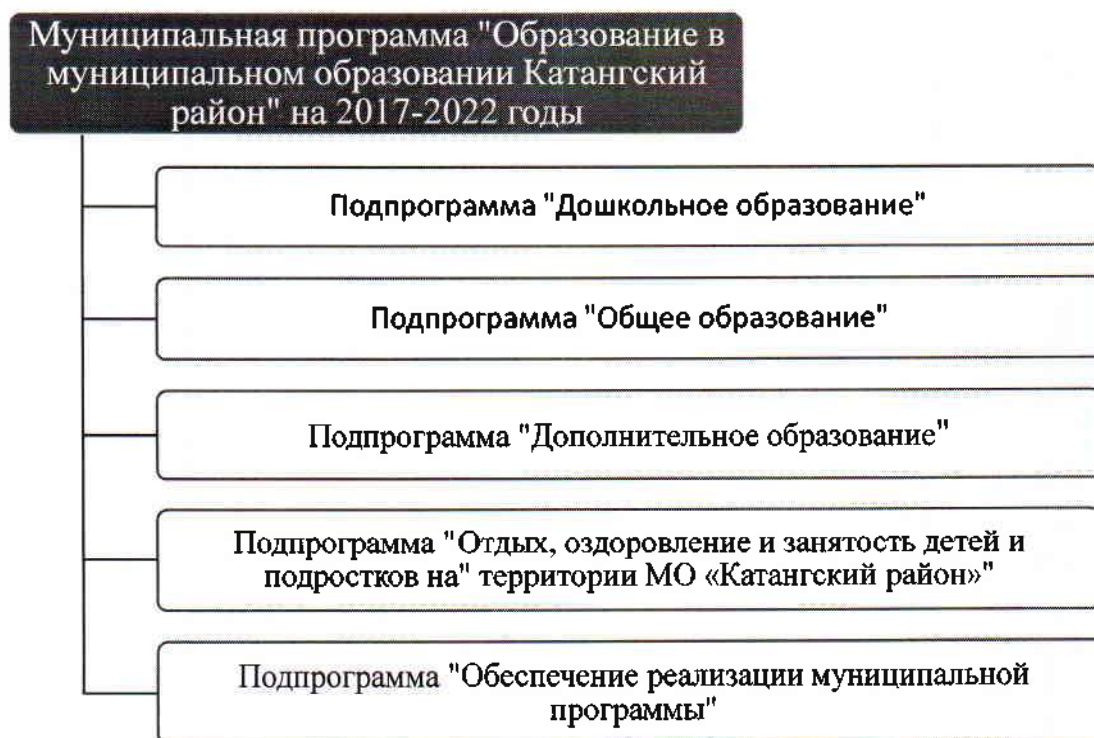 Муниципальная программа "Образование в
муниципальном образовании Катангский
район" на 2017-2022 годы
Подпрограмма "Дошкольное образование"
Подпрограмма "Общее образование"
Подпрограмма "Дополнительное образование"
Подпрограмма "Отдых, оздоровление и занятость детей и
подростков на" территории МО «Катангский район»"
Подпрограмма "Обеспечение реализации муниципальной
программы"